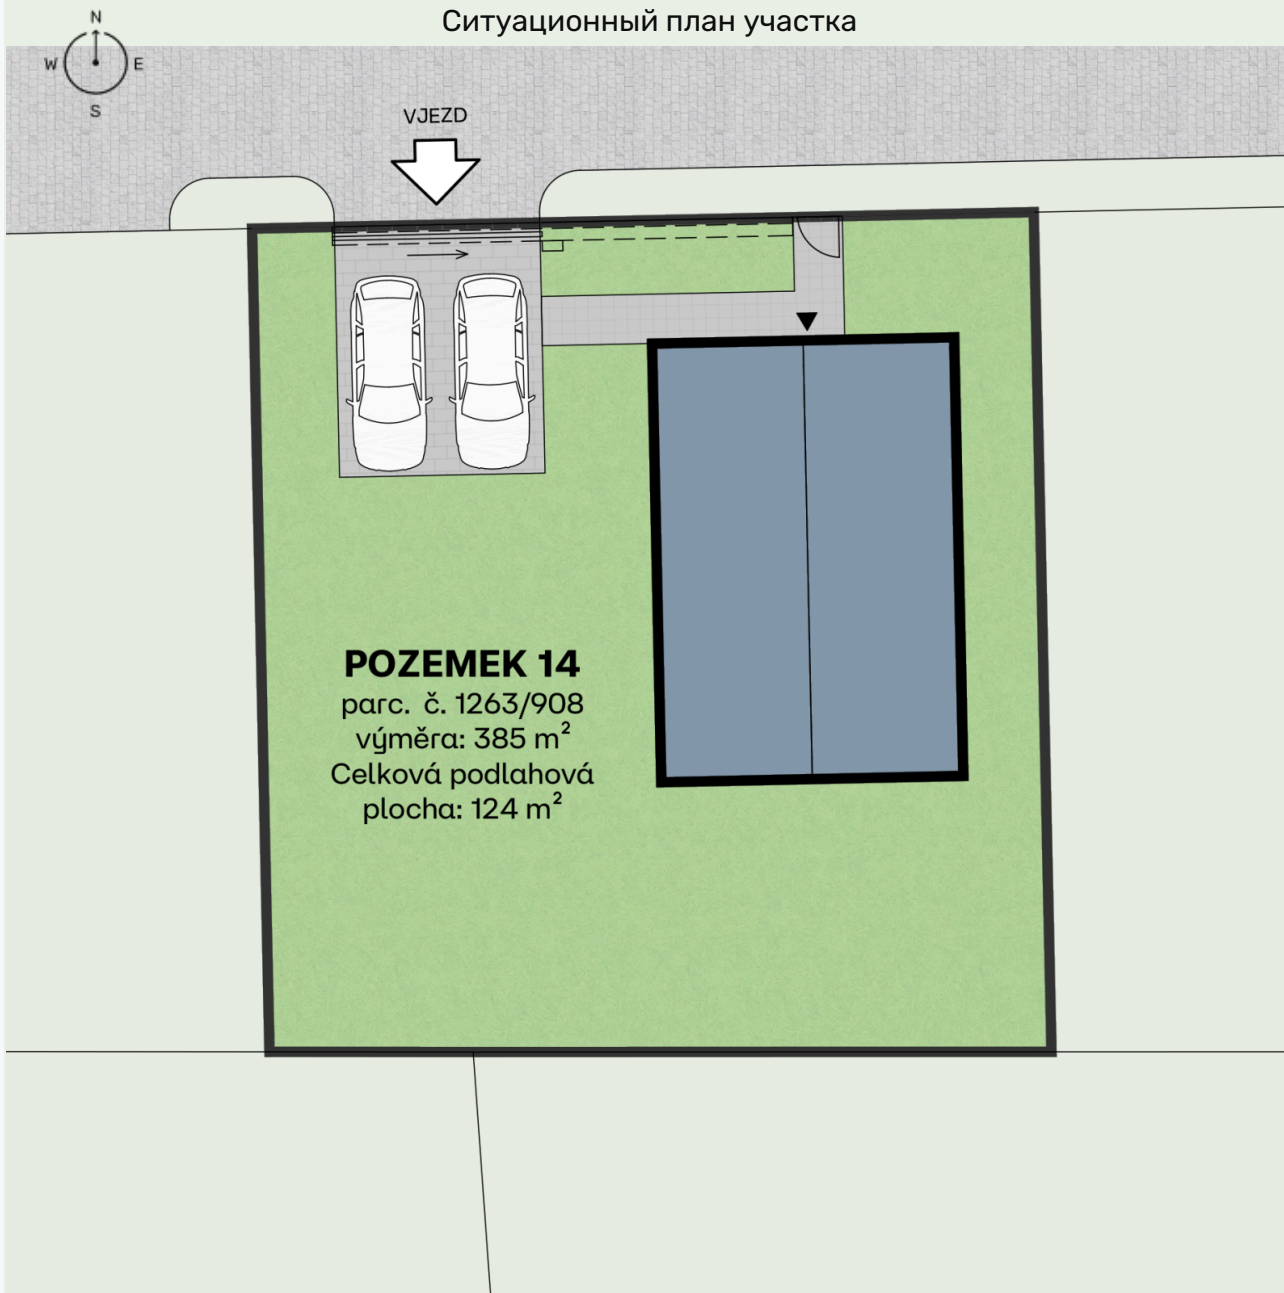 Ситуационный план участка
N
W E
S
VJEZD
POZEMEK 14
parc. č. 1263/908
výměra: 385 m²
Celková podlahová
plocha: 124 m²